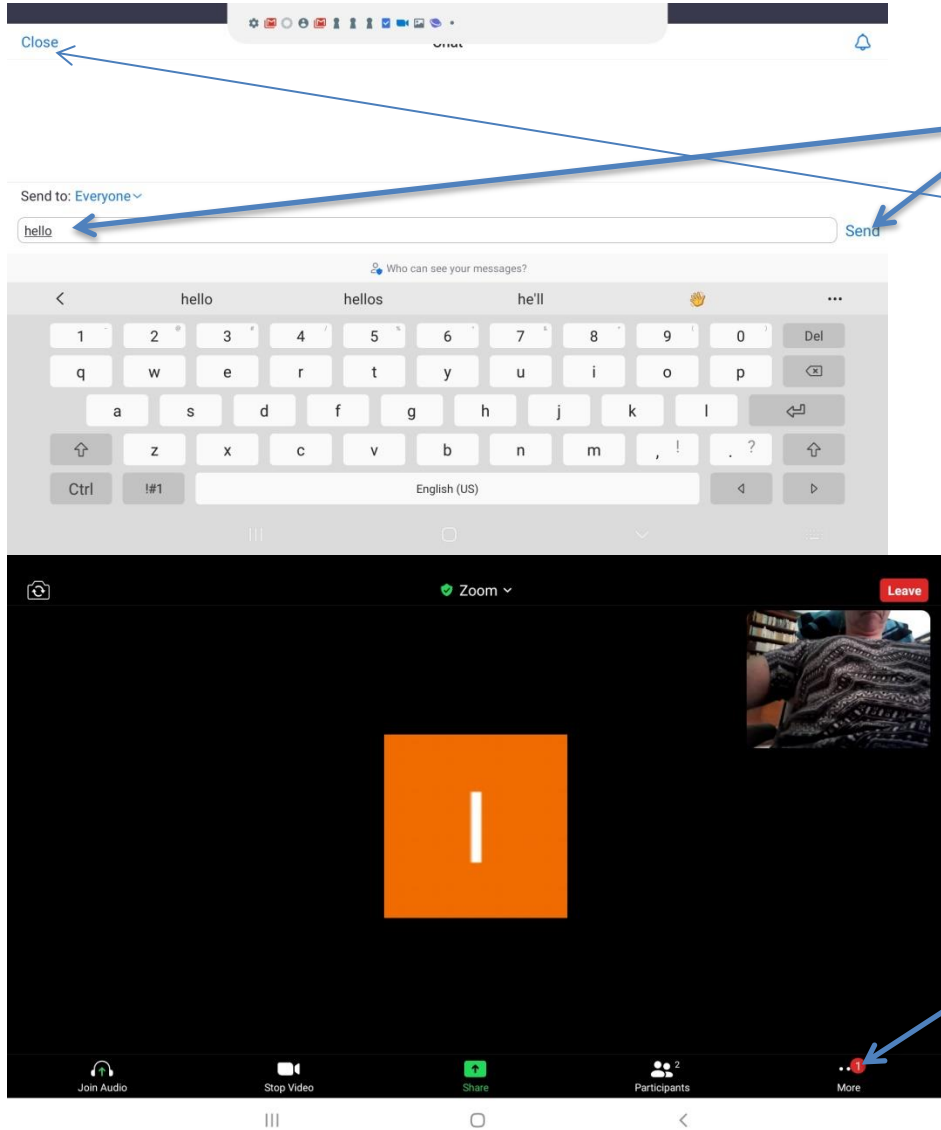 Close
Chat
Send to: Everyone
hello
Send
Who can see your messages?
hello hellos he'll
1 2 3 4 5 6 7 8 9 0 Del
q w e r t y u i o p
a s d f g h j k l
z x c v b n m , ! . ?
Ctrl !#1 English (US)
Zoom
Leave
I
Join Audio Stop Video Share Participants 2 More 1